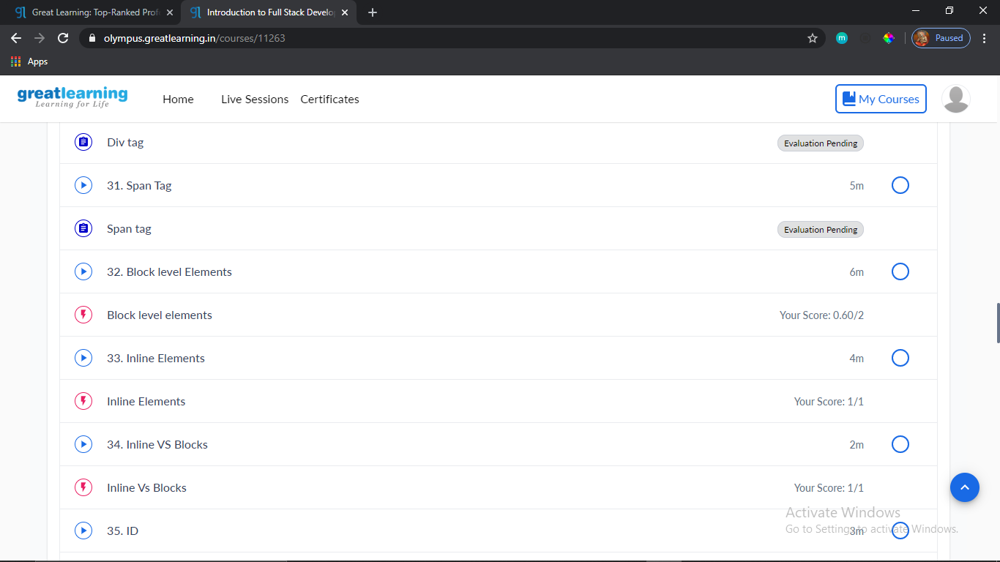 Great Learning: Top-Ranked Prof
Introduction to Full Stack Develop
olympus.greatlearning.in/courses/11263
m
Paused
Apps
greatlearning
Learning for Life
Home
Live Sessions
Certificates
My Courses
Div tag
Evaluation Pending
31. Span Tag
5m
Span tag
Evaluation Pending
32. Block level Elements
6m
Block level elements
Your Score: 0.60/2
33. Inline Elements
4m
Inline Elements
Your Score: 1/1
34. Inline VS Blocks
2m
Inline Vs Blocks
Your Score: 1/1
35. ID
3m
Activate Windows
Go to Settings to activate Windows.